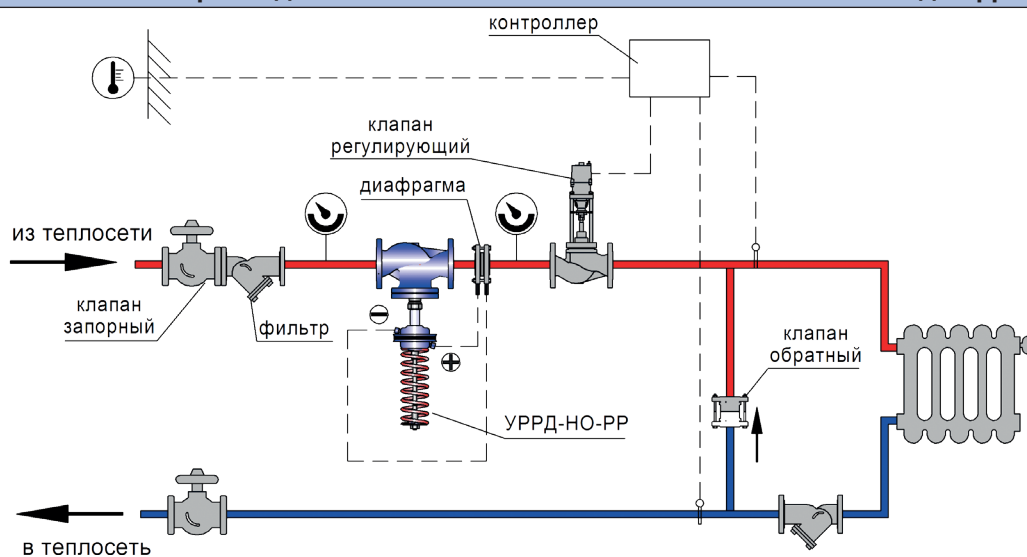 контроллер
клапан
регулирующий
диафрагма
из теплосети
клапан
запорный
фильтр
клапан
обратный
УРРД-НО-РР
в теплосеть